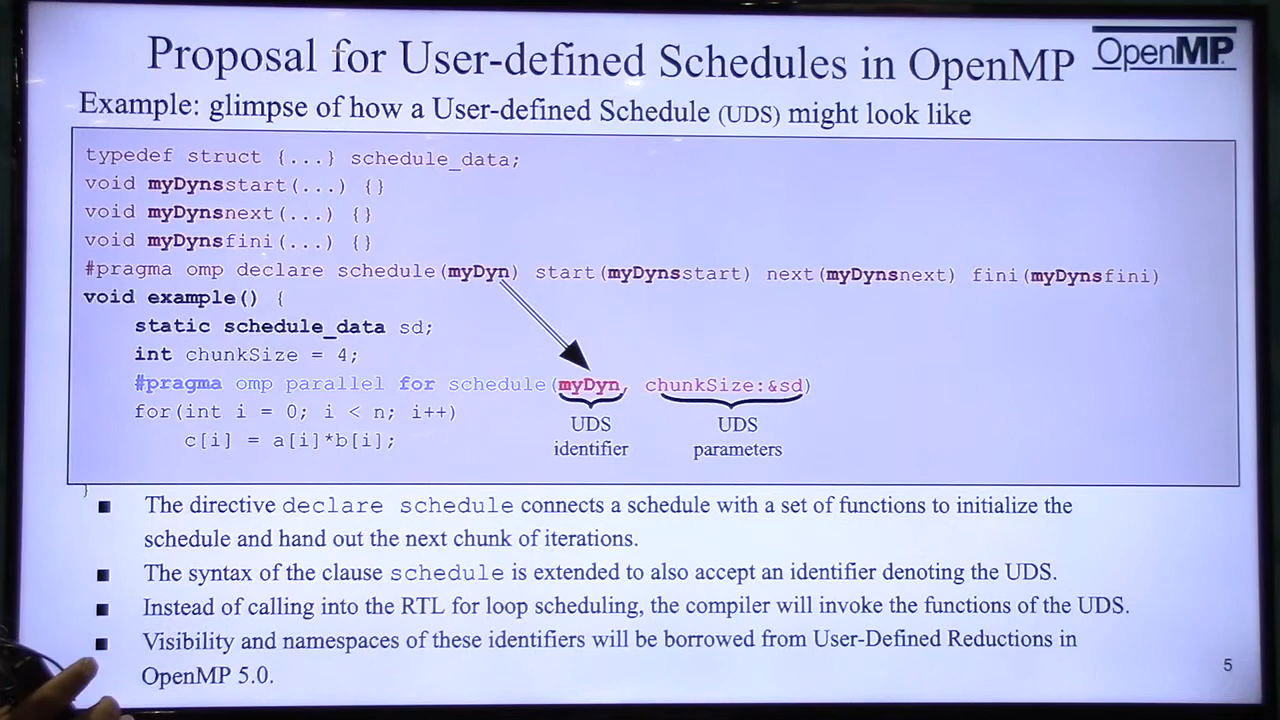 Proposal for User-defined Schedules in OpenMP
OpenMP
Example: glimpse of how a User-defined Schedule (UDS) might look like
typedef struct {...} schedule_data;
void myDynsstart(...) {}
void myDynsnext(...) {}
void myDynsfini(...) {}
#pragma omp declare schedule(myDyn) start(myDynsstart) next(myDynsnext) fini(myDynsfini)
void example() {
static schedule_data sd;
int chunkSize = 4;
#pragma omp parallel for schedule(myDyn, chunkSize:&sd)
for(int i = 0; i < n; i++)
c[i] = a[i]*b[i];
UDS identifier
UDS parameters
}
The directive declare schedule connects a schedule with a set of functions to initialize the
schedule and hand out the next chunk of iterations.
The syntax of the clause schedule is extended to also accept an identifier denoting the UDS.
Instead of calling into the RTL for loop scheduling, the compiler will invoke the functions of the UDS.
Visibility and namespaces of these identifiers will be borrowed from User-Defined Reductions in
OpenMP 5.0.
5